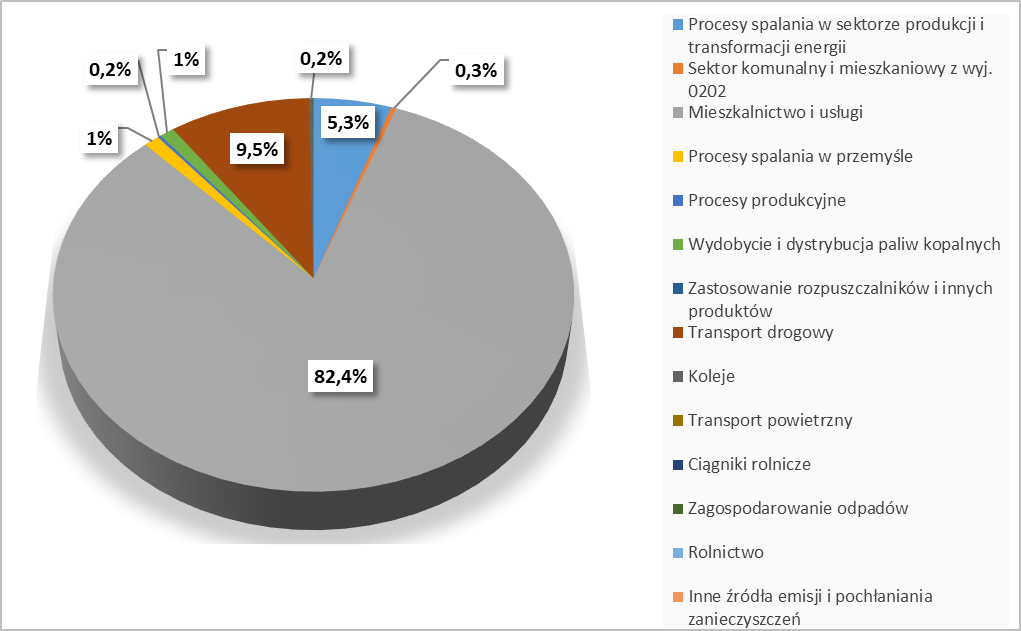 0,2%
1%
0,2%
0,3%
1%
9,5%
5,3%
82,4%
Procesy spalania w sektorze produkcji i
transformacji energii
Sektor komunalny i mieszkaniowy z wyj.
0202
Mieszkalnictwo i usługi
Procesy spalania w przemyśle
Procesy produkcyjne
Wydobycie i dystrybucja paliw kopalnych
Zastosowanie rozpuszczalników i innych
produktów
Transport drogowy
Koleje
Transport powietrzny
Ciągniki rolnicze
Zagospodarowanie odpadów
Rolnictwo
Inne źródła emisji i pochłaniania
zanieczyszczeń